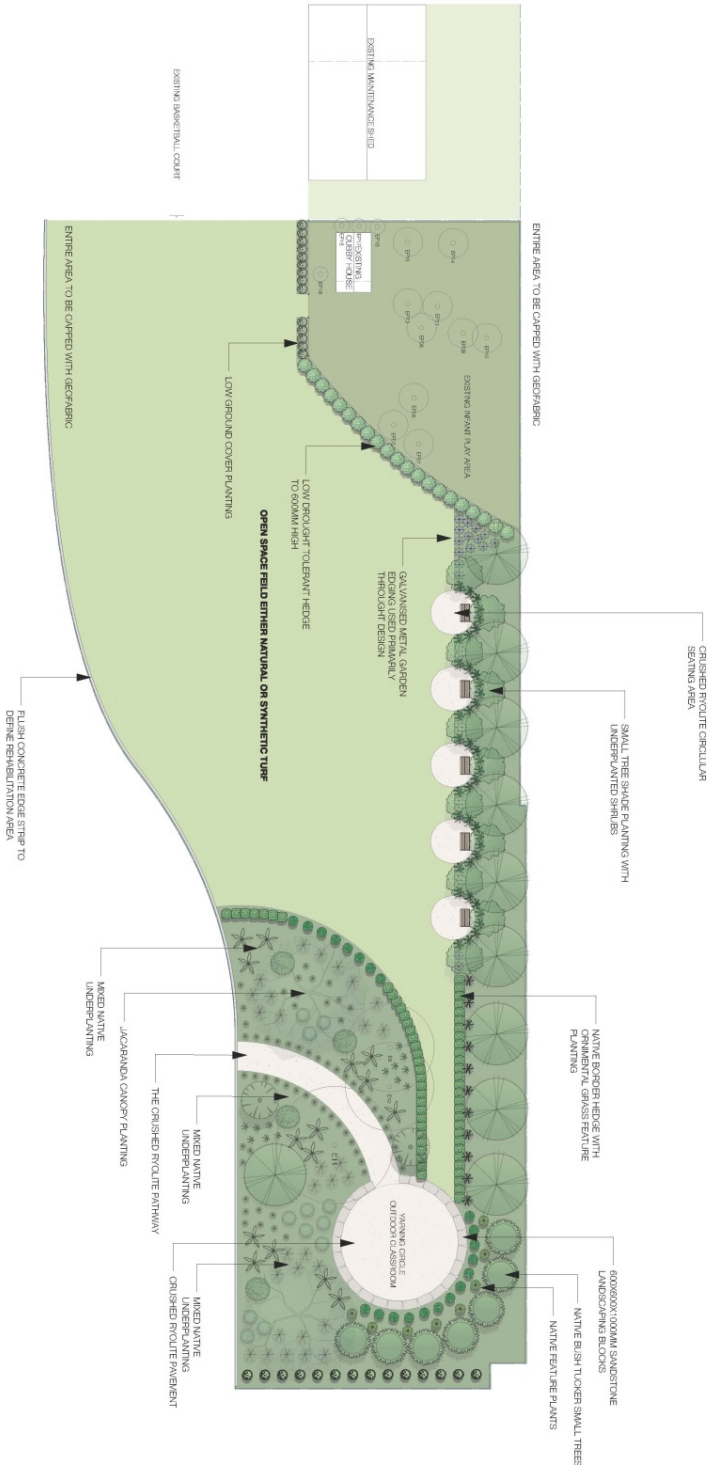 EXISTING MAINTENANCE SHED
EXISTING BASKETBALL COURT
ENTIRE AREA TO BE CAPPED WITH GEOFABRIC
ENTIRE AREA TO BE CAPPED WITH GEOFABRIC
EXISTING
CUBBY HOUSE
EXISTING INFANT PLAY AREA
LOW GROUND COVER PLANTING
LOW DROUGHT TOLERANT HEDGE
TO 600MM HIGH
GALVANISED METAL GARDEN
EDGING USED PRIMARILY
THROUGHT DESIGN
OPEN SPACE FEILD EITHER NATURAL OR SYNTHETIC TURF
CRUSHED RYOLITE CIRCLULAR
SEATING AREA
SMALL TREE SHADE PLANTING WITH
UNDERPLANTED SHRUBS
FLUSH CONCRETE EDGE STRIP TO
DEFINE REHABILITATION AREA
NATIVE BORDER HEDGE WITH
ORNIMENTAL GRASS FEATURE
PLANTING
MIXED NATIVE
UNDERPLANTING
JACARANDA CANOPY PLANTING
THE CRUSHED RYOLITE PATHWAY
MIXED NATIVE
UNDERPLANTING
YARNING CIRCLE
OUTDOOR CLASSROOM
600X600X1000MM SANDSTONE
LANDSCAPING BLOCKS
NATIVE BUSH TUCKER SMALL TREES
NATIVE FEATURE PLANTS
MIXED NATIVE
UNDERPLANTING
CRUSHED RYOLITE PAVEMENT